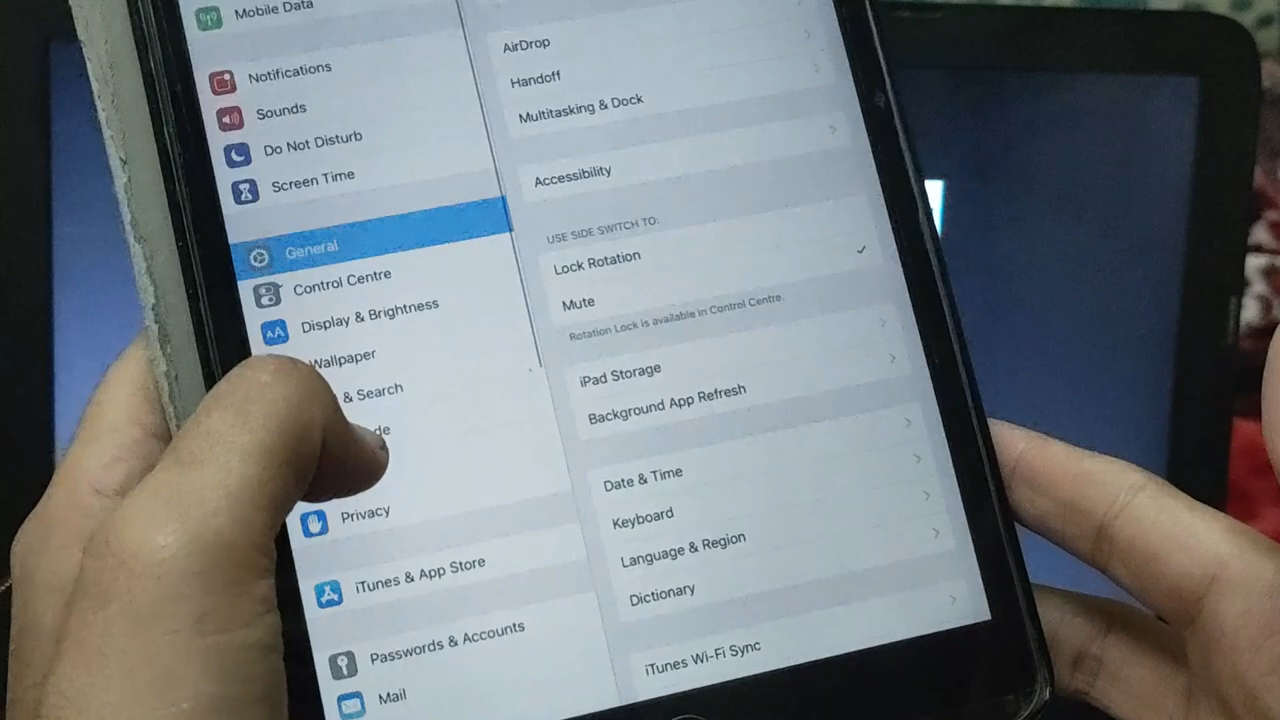 Mobile Data
Notifications
Sounds
Do Not Disturb
Screen Time
General
Control Centre
AA
Display & Brightness
Wallpaper
& Search
de
Privacy
iTunes & App Store
Passwords & Accounts
Mail
AirDrop
Handoff
Multitasking & Dock
Accessibility
USE SIDE SWITCH TO:
Lock Rotation
Mute
Rotation Lock is available in Control Centre.
iPad Storage
Background App Refresh
Date & Time
Keyboard
Language & Region
Dictionary
iTunes Wi-Fi Sync